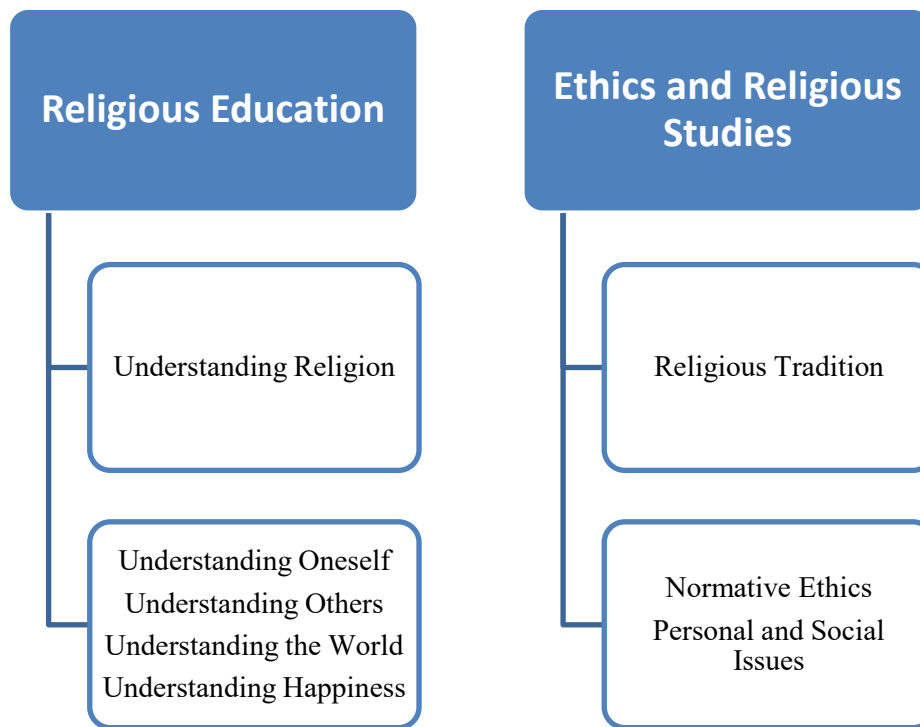 Religious Education
Understanding Religion
Understanding Oneself
Understanding Others
Understanding the World
Understanding Happiness
Ethics and Religious
Studies
Religious Tradition
Normative Ethics
Personal and Social
Issues